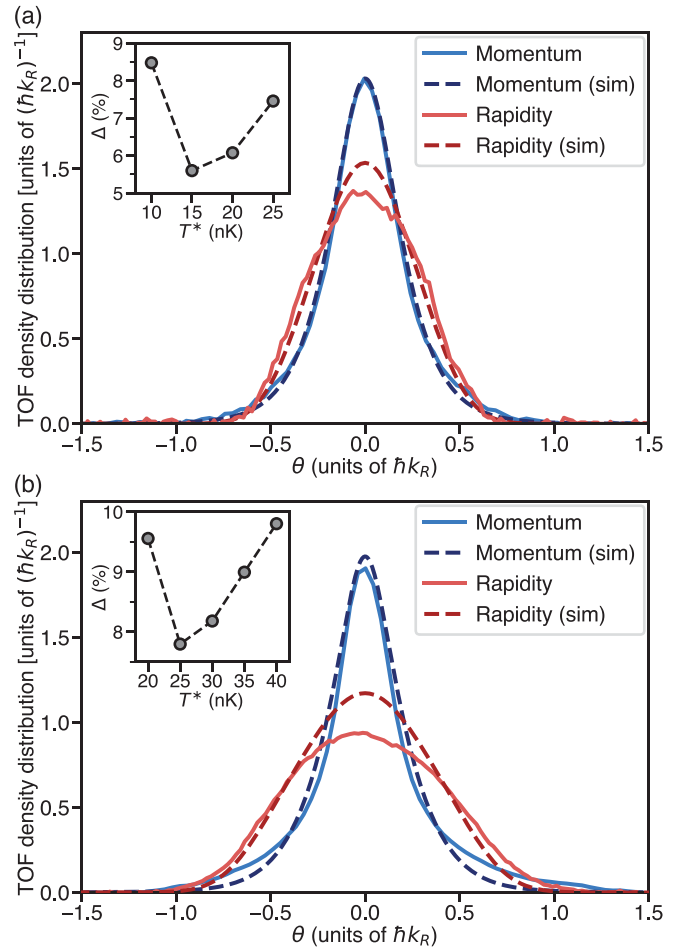 (a)
TOF density distribution [units of (ħk_R)⁻¹]
2.0
1.5
1.0
0.5
0.0
−1.5 −1.0 −0.5 0.0 0.5 1.0 1.5
θ (units of ħk_R)
Δ (%)
9
8
7
6
5
10 15 20 25
T* (nK)
Momentum
Momentum (sim)
Rapidity
Rapidity (sim)
(b)
TOF density distribution [units of (ħk_R)⁻¹]
2.0
1.5
1.0
0.5
0.0
−1.5 −1.0 −0.5 0.0 0.5 1.0 1.5
θ (units of ħk_R)
Δ (%)
10
9
8
20 25 30 35 40
T* (nK)
Momentum
Momentum (sim)
Rapidity
Rapidity (sim)